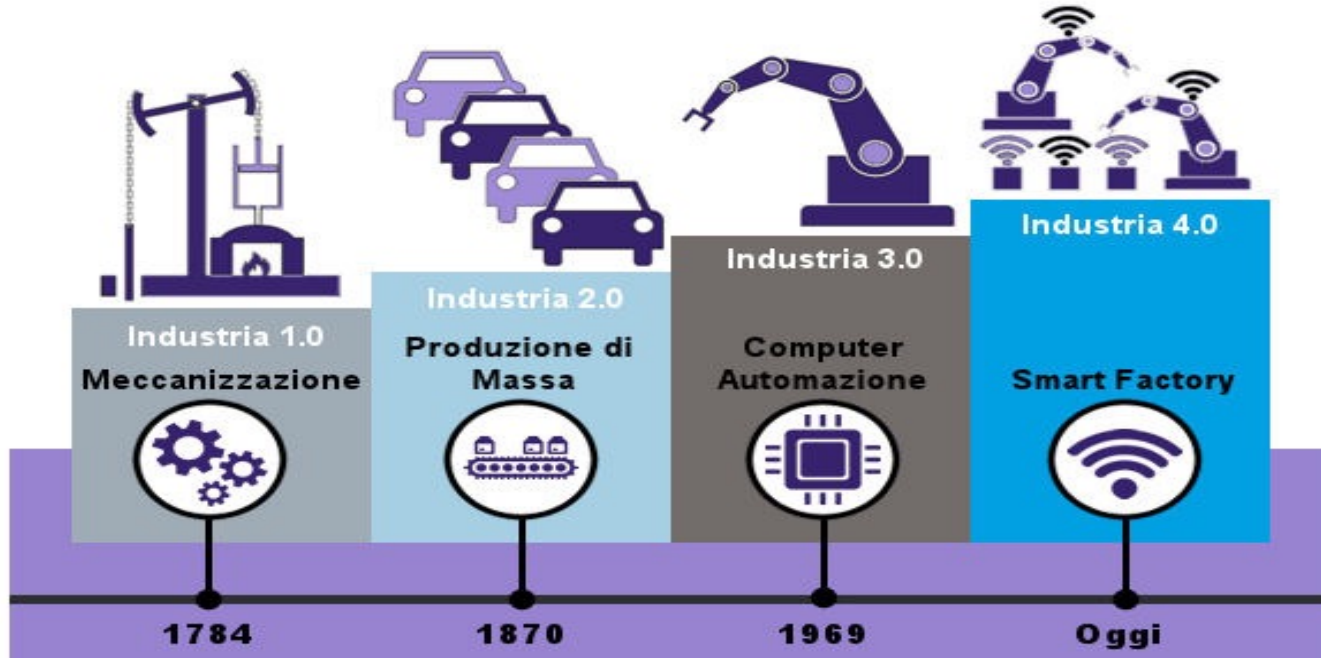 Industria 1.0
Meccanizzazione
Industria 2.0
Produzione di
Massa
Industria 3.0
Computer
Automazione
Industria 4.0
Smart Factory
1784
1870
1969
Oggi